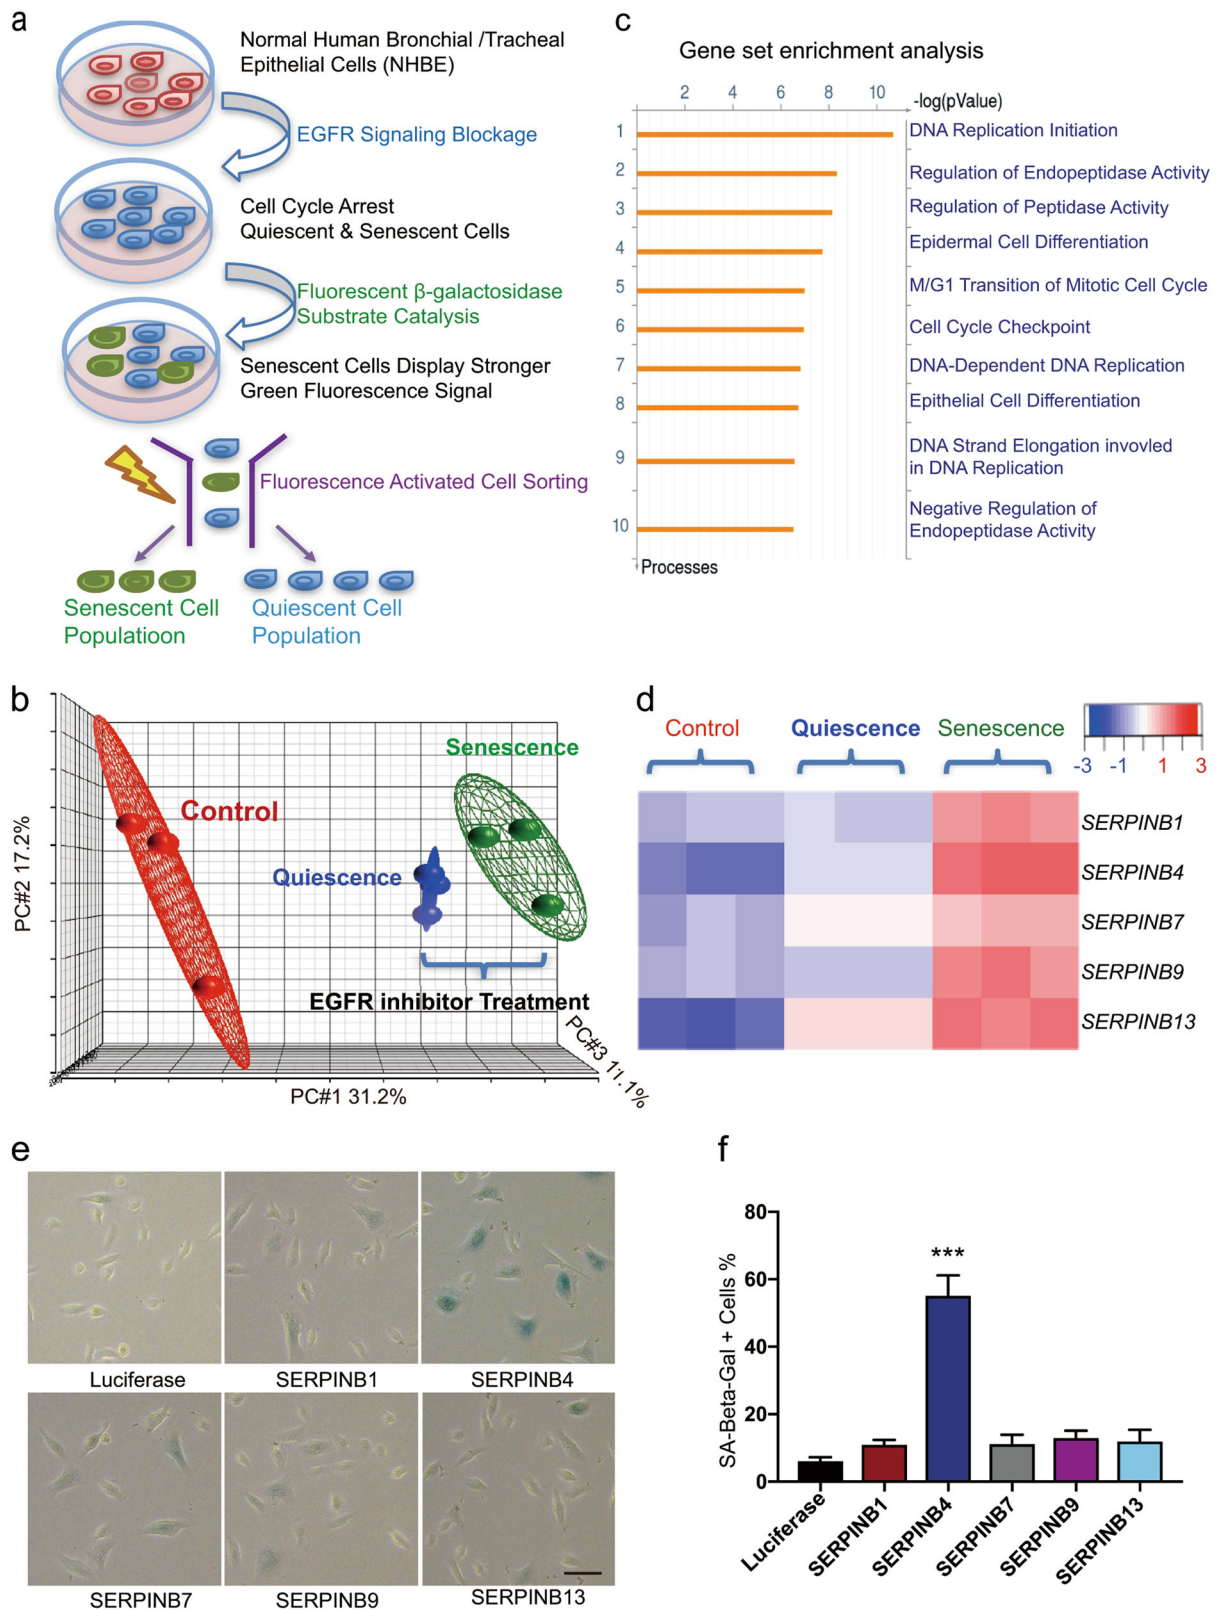 a
Normal Human Bronchial /Tracheal
Epithelial Cells (NHBE)
EGFR Signaling Blockage
Cell Cycle Arrest
Quiescent & Senescent Cells
Fluorescent β-galactosidase
Substrate Catalysis
Senescent Cells Display Stronger
Green Fluorescence Signal
Fluorescence Activated Cell Sorting
Senescent Cell
Populatioon
Quiescent Cell
Population
c
Gene set enrichment analysis
2 4 6 8 10
-log(pValue)
1 DNA Replication Initiation
2 Regulation of Endopeptidase Activity
3 Regulation of Peptidase Activity
4 Epidermal Cell Differentiation
5 M/G1 Transition of Mitotic Cell Cycle
6 Cell Cycle Checkpoint
7 DNA-Dependent DNA Replication
8 Epithelial Cell Differentiation
9 DNA Strand Elongation invovled
in DNA Replication
10 Negative Regulation of
Endopeptidase Activity
Processes
b
Senescence
Control
Quiescence
EGFR inhibitor Treatment
PC#2 17.2%
PC#1 31.2%
PC#3 11.1%
d
Control Quiescence Senescence
-3 -1 1 3
SERPINB1
SERPINB4
SERPINB7
SERPINB9
SERPINB13
e
Luciferase SERPINB1 SERPINB4
SERPINB7 SERPINB9 SERPINB13
f
SA-Beta-Gal + Cells %
80
60
40
20
0
***
Luciferase
SERPINB1
SERPINB4
SERPINB7
SERPINB9
SERPINB13